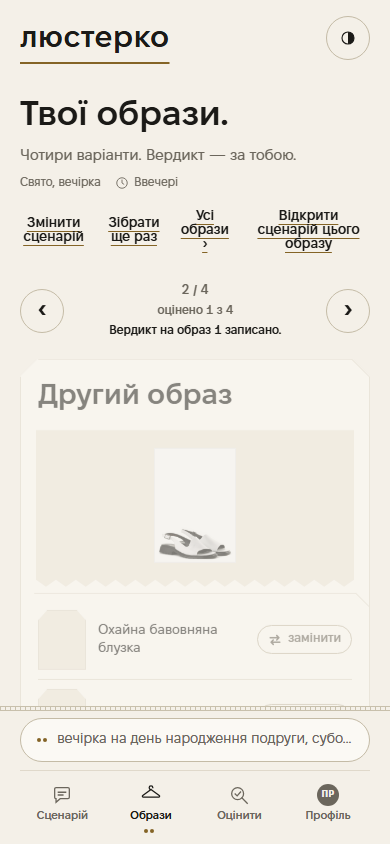 люстерко
Твої образи.
Чотири варіанти. Вердикт — за тобою.
Свято, вечірка Ввечері
Змінити сценарій
Зібрати ще раз
Усі образи ›
Відкрити сценарій цього образу
‹
2 / 4
›
оцінено 1 з 4
Вердикт на образ 1 записано.
Другий образ
Охайна бавовняна
блузка
замінити
вечірка на день народження подруги, субо...
Сценарій
Образи
Оцінити
ПР
Профіль